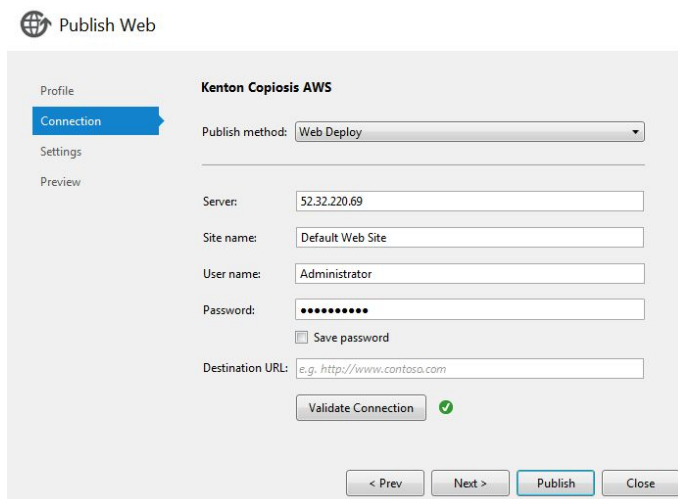 Publish Web
Profile
Connection
Settings
Preview
Kenton Copiosis AWS
Publish method: Web Deploy
Server: 52.32.220.69
Site name: Default Web Site
User name: Administrator
Password: ●●●●●●●●●●
Save password
Destination URL: e.g. http://www.contoso.com
Validate Connection
< Prev Next > Publish Close